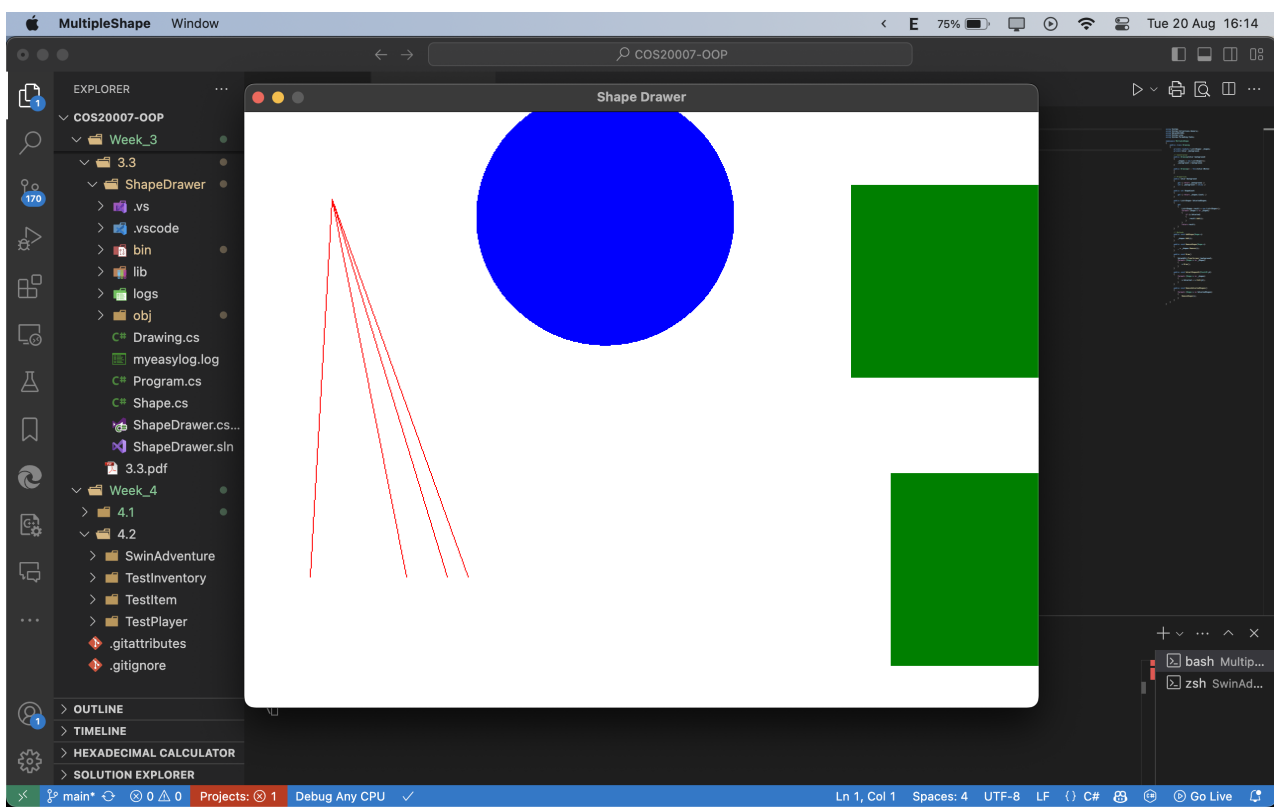 MultipleShape Window E 75% Tue 20 Aug 16:14
COS20007-OOP
EXPLORER
Shape Drawer
COS20007-OOP
Week_3
3.3
ShapeDrawer
.vs
.vscode
bin
lib
logs
obj
C# Drawing.cs
myeasylog.log
C# Program.cs
C# Shape.cs
ShapeDrawer.cs...
ShapeDrawer.sln
3.3.pdf
Week_4
4.1
4.2
SwinAdventure
TestInventory
TestItem
TestPlayer
.gitattributes
.gitignore
1
170
1
bash Multip...
zsh SwinAd...
OUTLINE
TIMELINE
HEXADECIMAL CALCULATOR
SOLUTION EXPLORER
main* 0 0 Projects: 1 Debug Any CPU Ln 1, Col 1 Spaces: 4 UTF-8 LF {} C# Go Live